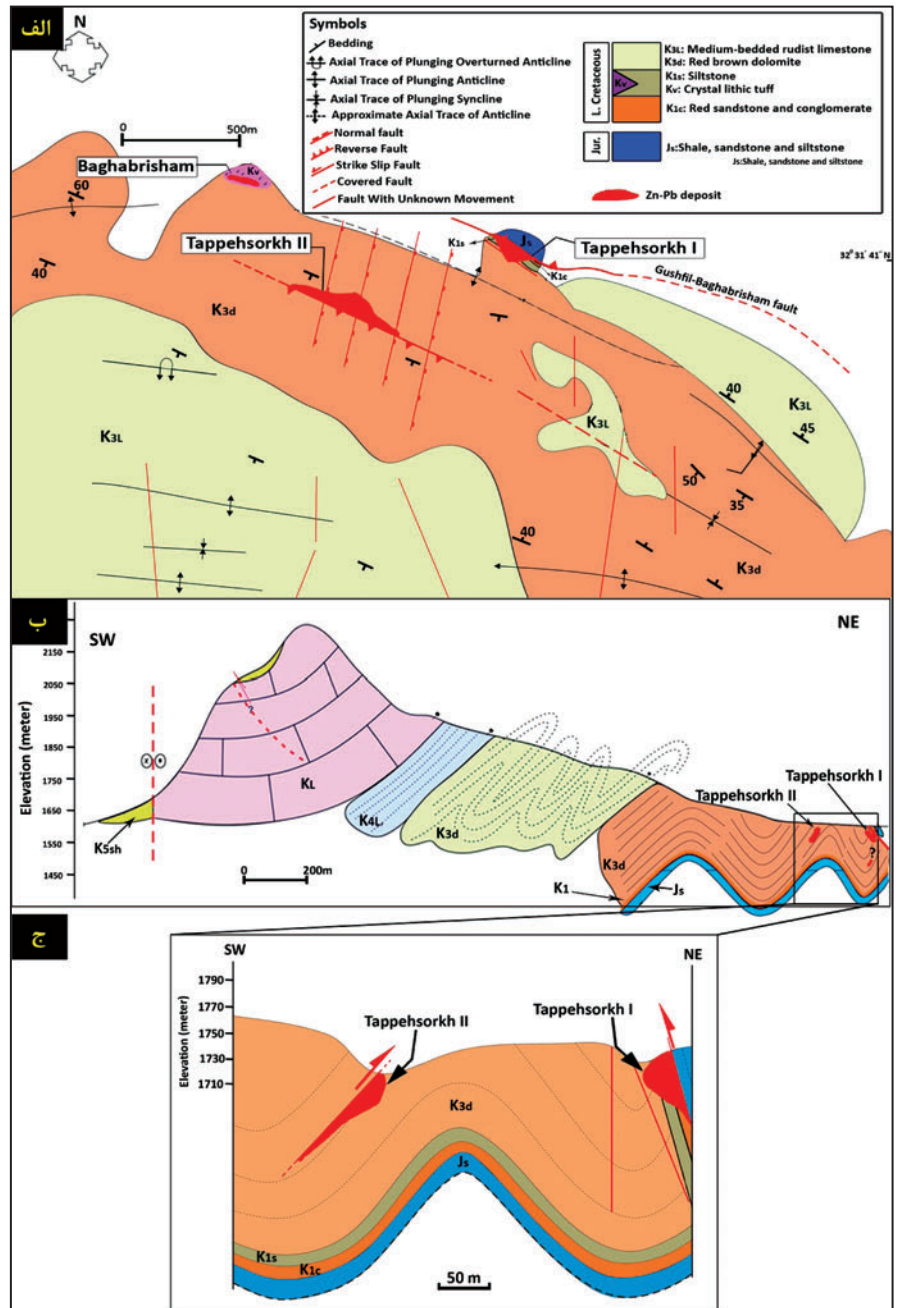 الف
N
0 500m
Symbols
Bedding
Axial Trace of Plunging Overturned Anticline
Axial Trace of Plunging Anticline
Axial Trace of Plunging Syncline
Approximate Axial Trace of Anticline
Normal fault
Reverse Fault
Strike Slip Fault
Covered Fault
Fault With Unknown Movement
L. Cretaceous
Kv
K3L: Medium-bedded rudist limestone
K3d: Red brown dolomite
K1s: Siltstone
Kv: Crystal lithic tuff
K1c: Red sandstone and conglomerate
Jur.
Js:Shale, sandstone and siltstone
Js:Shale, sandstone and siltstone
Zn-Pb deposit
Baghabrisham
Kv
60
Tappehsorkh II
K1s
Js
Tappehsorkh I
K1c
32° 31' 41" N
Gushfil-Baghabrisham fault
40
K3d
K3L
K3L
40
K3L
45
50
35
40
K3d
ب
SW
NE
Elevation (meter)
2150
2050
1950
1850
1750
1650
1550
1450
?
x
KL
K5sh
0 200m
K4L
K3d
K3d
K1
Js
Tappehsorkh II
Tappehsorkh I
?
ج
SW
NE
Elevation (meter)
1790
1770
1750
1730
1710
Tappehsorkh II
Tappehsorkh I
K3d
Js
K1s
K1c
50 m